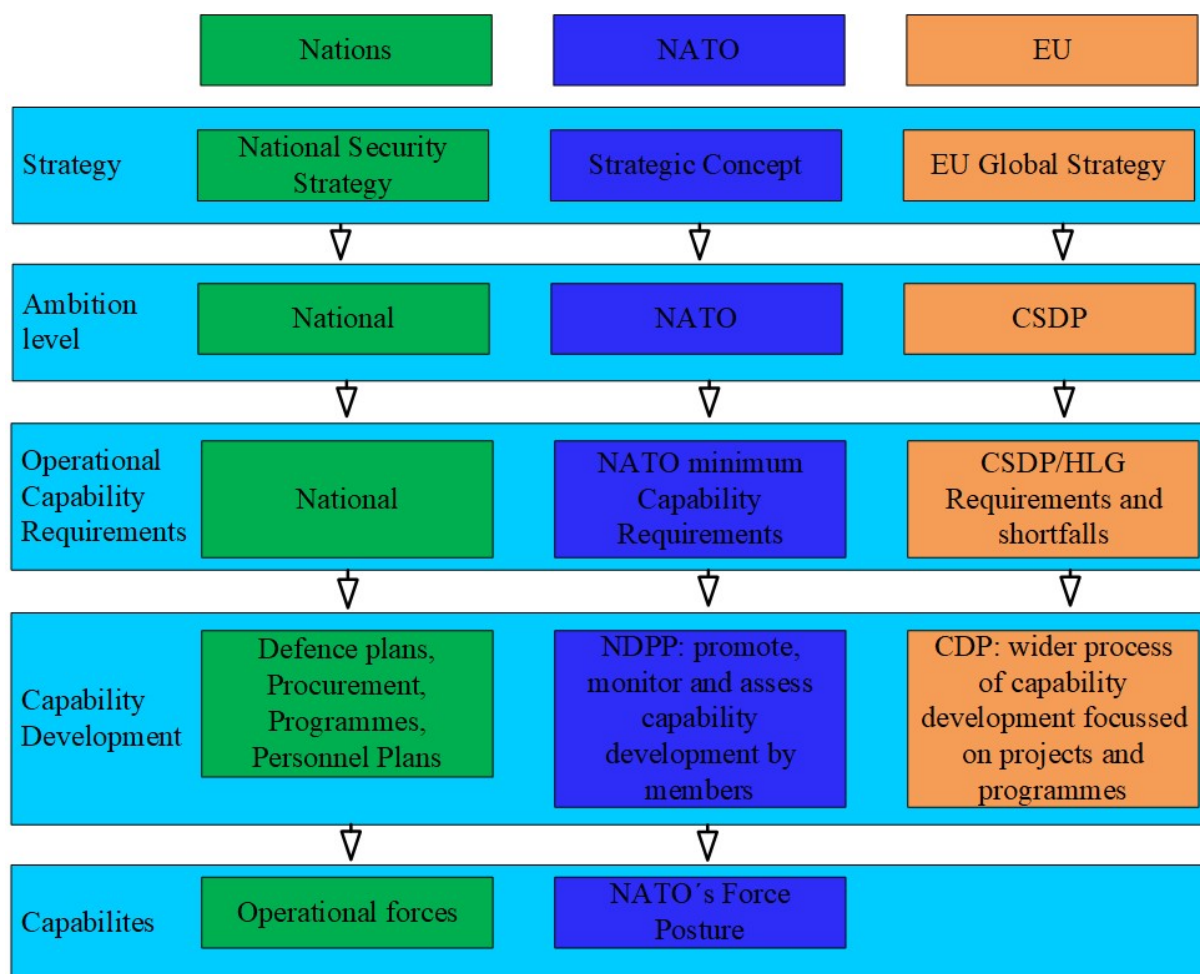 Nations
NATO
EU
Strategy
National Security
Strategy
Strategic Concept
EU Global Strategy
Ambition
level
National
NATO
CSDP
Operational
Capability
Requirements
National
NATO minimum
Capability
Requirements
CSDP/HLG
Requirements and
shortfalls
Capability
Development
Defence plans,
Procurement,
Programmes,
Personnel Plans
NDPP: promote,
monitor and assess
capability
development by
members
CDP: wider process
of capability
development focussed
on projects and
programmes
Capabilites
Operational forces
NATO´s Force
Posture